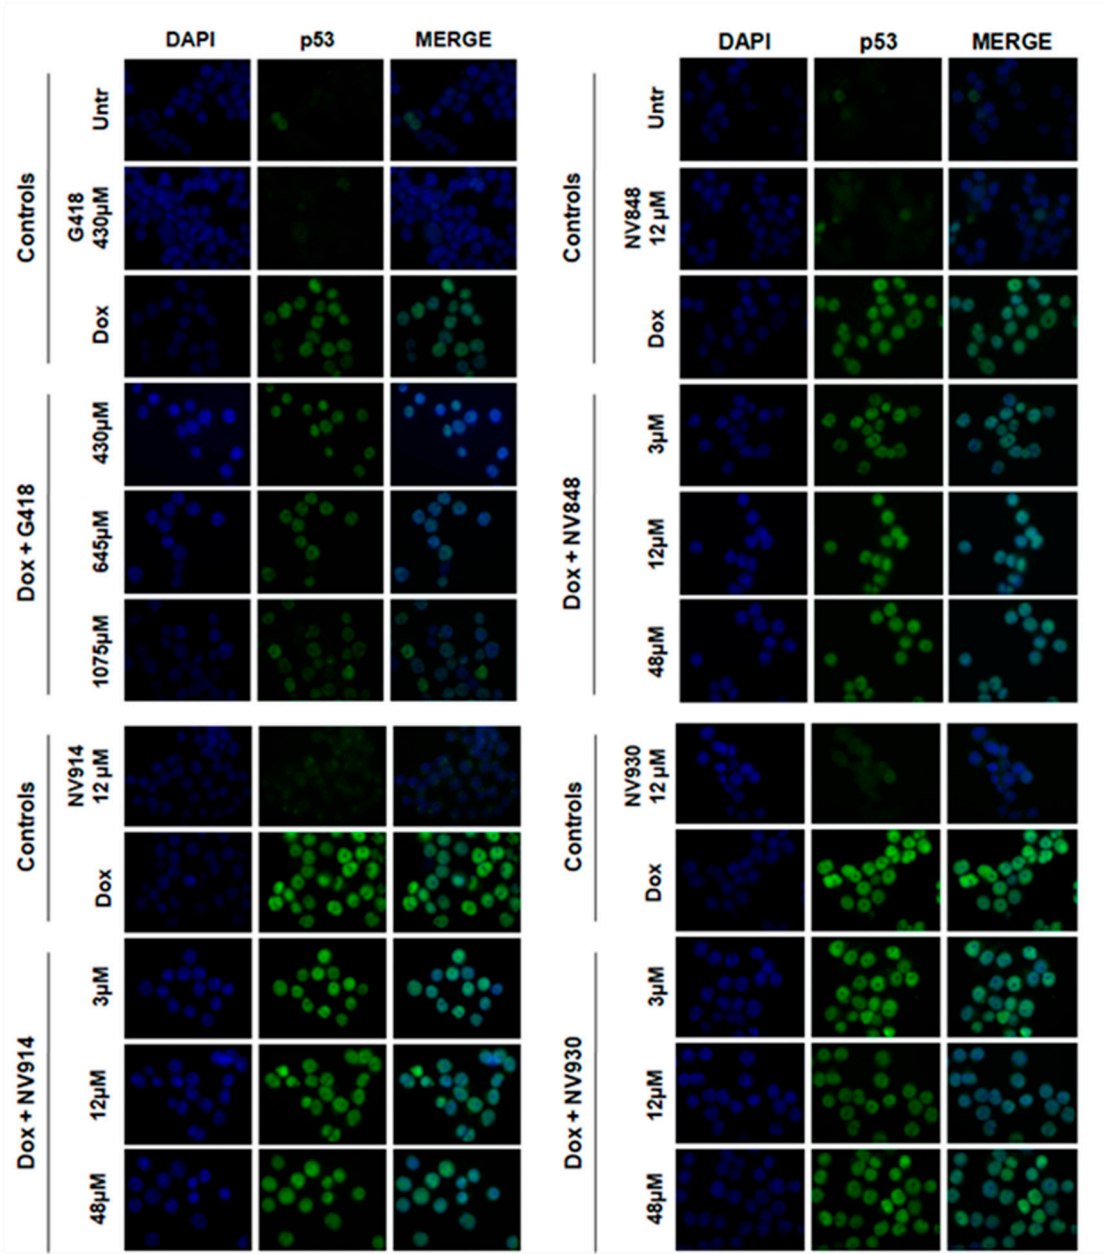 DAPI p53 MERGE
Controls
Untr
G418
430µM
Dox
Dox + G418
430µM
645µM
1075µM
DAPI p53 MERGE
Controls
Untr
NV848
12 µM
Dox
Dox + NV848
3µM
12µM
48µM
Controls
NV914
12 µM
Dox
Dox + NV914
3µM
12µM
48µM
Controls
NV930
12 µM
Dox
Dox + NV930
3µM
12µM
48µM